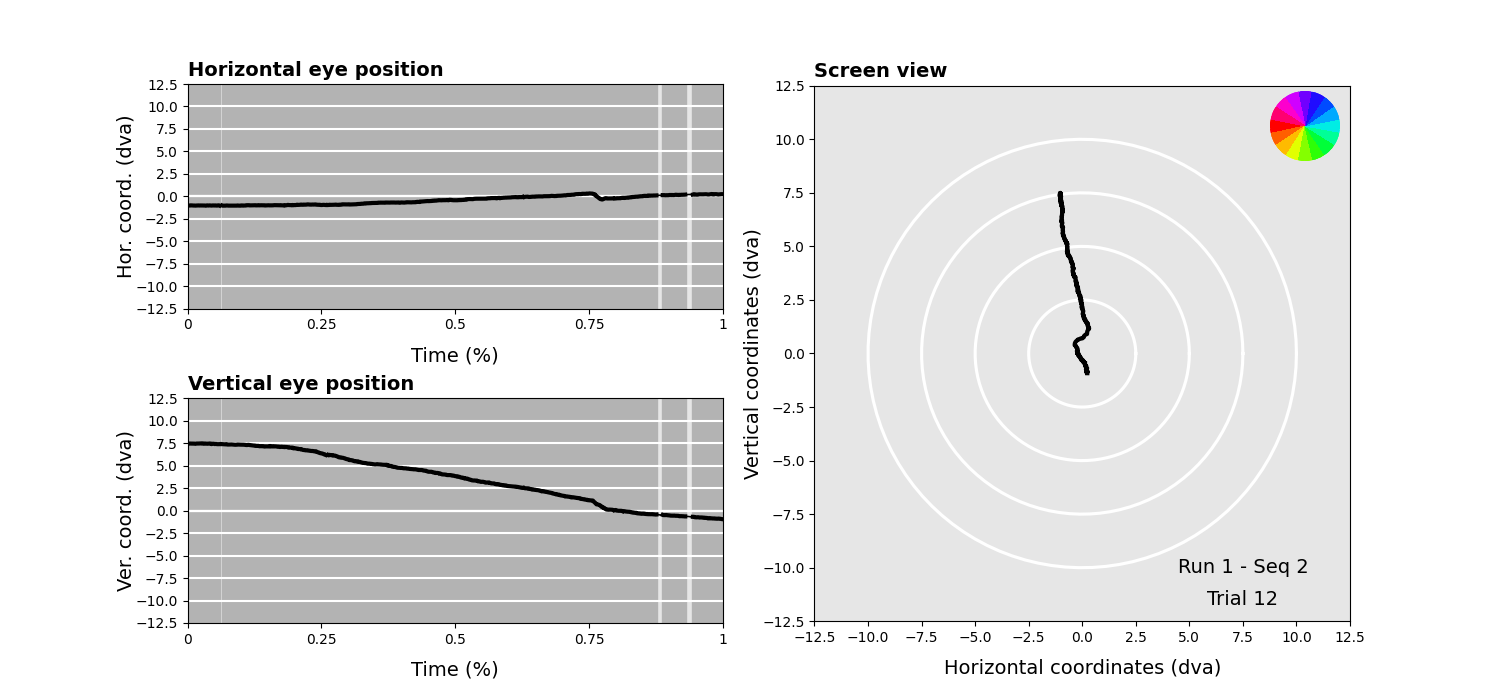 Horizontal eye position
Hor. coord. (dva)
12.5
10.0
7.5
5.0
2.5
0.0
−2.5
−5.0
−7.5
−10.0
−12.5
0 0.25 0.5 0.75 1
Time (%)
Vertical eye position
Ver. coord. (dva)
12.5
10.0
7.5
5.0
2.5
0.0
−2.5
−5.0
−7.5
−10.0
−12.5
0 0.25 0.5 0.75 1
Time (%)
Screen view
Vertical coordinates (dva)
12.5
10.0
7.5
5.0
2.5
0.0
−2.5
−5.0
−7.5
−10.0
−12.5
Run 1 - Seq 2
Trial 12
−12.5 −10.0 −7.5 −5.0 −2.5 0.0 2.5 5.0 7.5 10.0 12.5
Horizontal coordinates (dva)